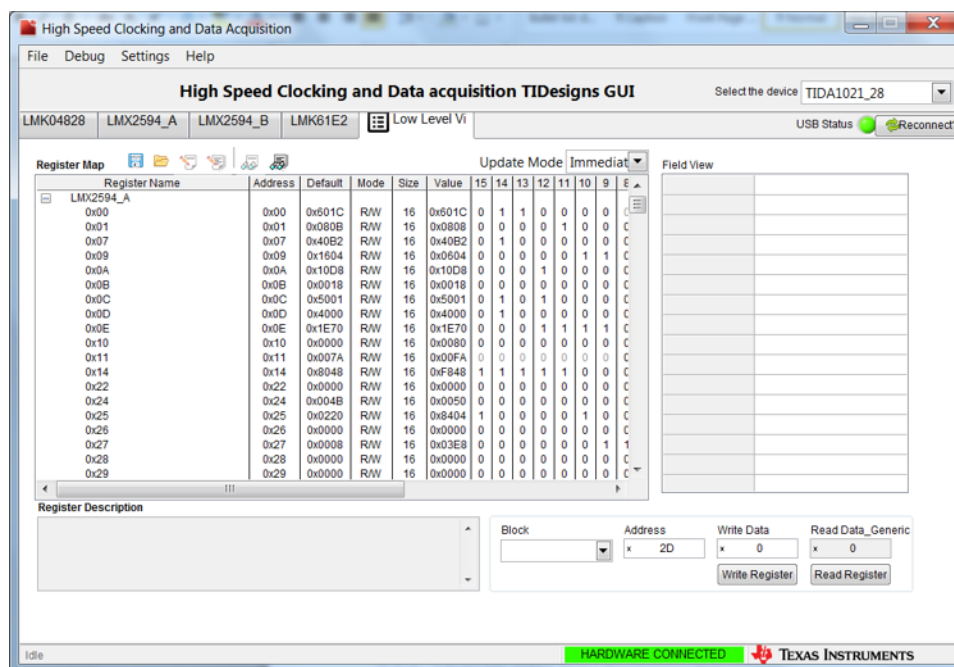 High Speed Clocking and Data Acquisition
File Debug Settings Help
High Speed Clocking and Data acquisition TIDesigns GUI
Select the device TIDA1021_28
LMK04828 LMX2594_A LMX2594_B LMK61E2 Low Level Vi
USB Status Reconnect
Register Map Update Mode Immediat Field View
Register Name Address Default Mode Size Value 15 14 13 12 11 10 9
LMX2594_A
0x00 0x00 0x601C R/W 16 0x601C 0 1 1 0 0 0 0
0x01 0x01 0x080B R/W 16 0x0808 0 0 0 0 1 0 0
0x07 0x07 0x40B2 R/W 16 0x40B2 0 1 0 0 0 0 0
0x09 0x09 0x1604 R/W 16 0x0604 0 0 0 0 0 1 1
0x0A 0x0A 0x10D8 R/W 16 0x10D8 0 0 0 1 0 0 0
0x0B 0x0B 0x0018 R/W 16 0x0018 0 0 0 0 0 0 0
0x0C 0x0C 0x5001 R/W 16 0x5001 0 1 0 1 0 0 0
0x0D 0x0D 0x4000 R/W 16 0x4000 0 1 0 0 0 0 0
0x0E 0x0E 0x1E70 R/W 16 0x1E70 0 0 0 1 1 1 1
0x10 0x10 0x0000 R/W 16 0x0080 0 0 0 0 0 0 0
0x11 0x11 0x007A R/W 16 0x00FA 0 0 0 0 0 0 0
0x14 0x14 0x8048 R/W 16 0xF848 1 1 1 1 1 0 0
0x22 0x22 0x0000 R/W 16 0x0000 0 0 0 0 0 0 0
0x24 0x24 0x004B R/W 16 0x0050 0 0 0 0 0 0 0
0x25 0x25 0x0220 R/W 16 0x8404 1 0 0 0 0 1 0
0x26 0x26 0x0000 R/W 16 0x0000 0 0 0 0 0 0 0
0x27 0x27 0x0008 R/W 16 0x03E8 0 0 0 0 0 0 1 1
0x28 0x28 0x0000 R/W 16 0x0000 0 0 0 0 0 0 0
0x29 0x29 0x0000 R/W 16 0x0000 0 0 0 0 0 0 0
Register Description
Block Address Write Data Read Data_Generic
x 2D x 0 x 0
Write Register Read Register
Idle HARDWARE CONNECTED TEXAS INSTRUMENTS